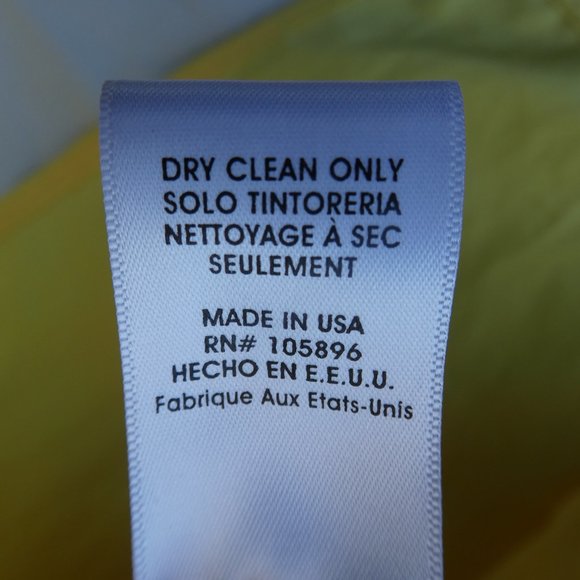 DRY CLEAN ONLY
SOLO TINTORERIA
NETTOYAGE À SEC
SEULEMENT
MADE IN USA
RN# 105896
HECHO EN E.E.U.U.
Fabrique Aux Etats-Unis